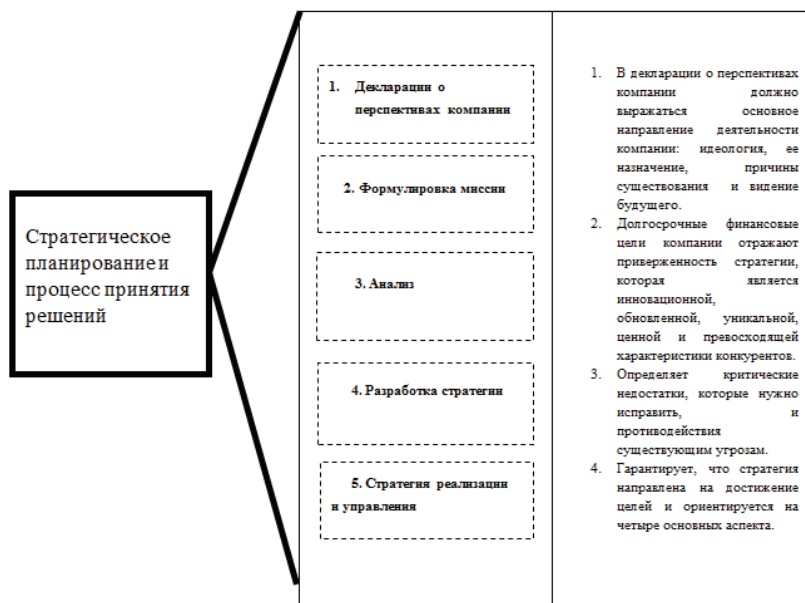 Стратегическое
планирование и
процесс принятия
решений
1. Декларации о
перспективах компании
2. Формулировка миссии
3. Анализ
4. Разработка стратегии
5. Стратегия реализации
и управления
1. В декларации о перспективах
компании должно
выражаться основное
направление деятельности
компании: идеология, ее
назначение, причины
существования и видение
будущего.
2. Долгосрочные финансовые
цели компании отражают
приверженность стратегии,
которая является
инновационной,
обновленной, уникальной,
ценной и превосходящей
характеристики конкурентов.
3. Определяет критические
недостатки, которые нужно
исправить, и
противодействия
существующим угрозам.
4. Гарантирует, что стратегия
направлена на достижение
целей и ориентируется на
четыре основных аспекта.